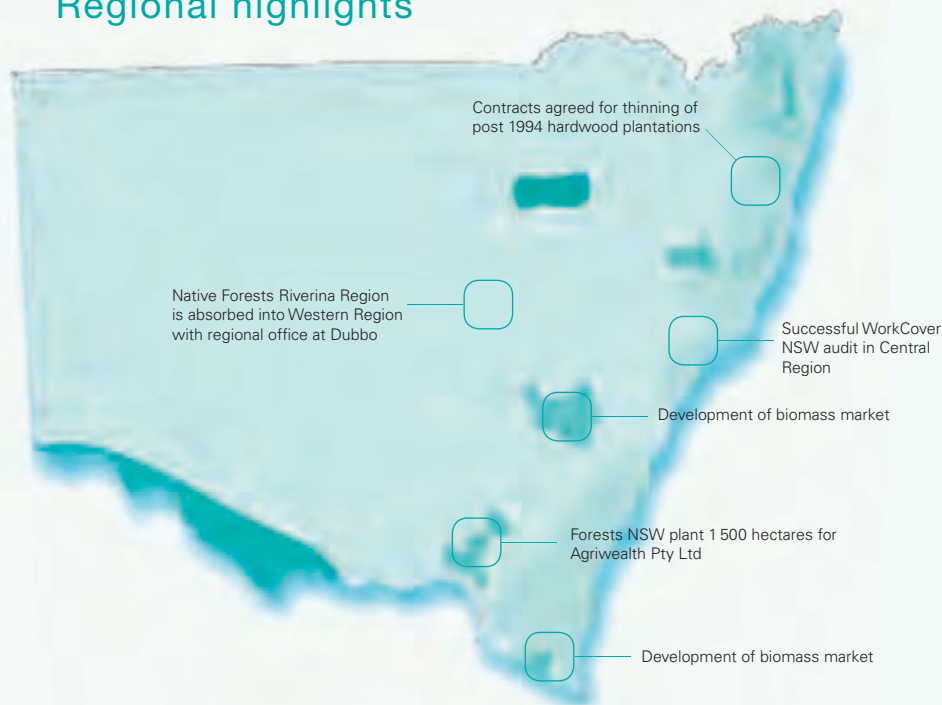 Regional highlights
Contracts agreed for thinning of
post 1994 hardwood plantations
Native Forests Riverina Region
is absorbed into Western Region
with regional office at Dubbo
Successful WorkCover
NSW audit in Central
Region
Development of biomass market
Forests NSW plant 1 500 hectares for
Agriwealth Pty Ltd
Development of biomass market